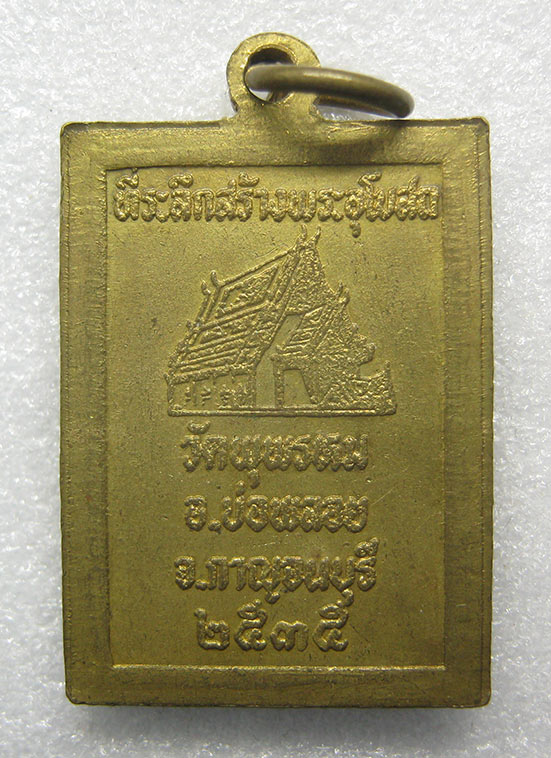 ที่ระลึกสร้างพระอุโบสถ
วัดพุพรหม
อ.บ่อพลอย
จ.กาญจนบุรี
๒๕๓๕